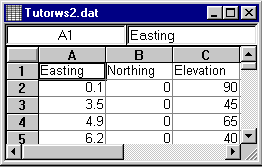 Tutorws2.dat
A1 Easting
A B C
1 Easting Northing Elevation
2 0.1 0 90
3 3.5 0 45
4 4.9 0 65
5 6.2 0 40